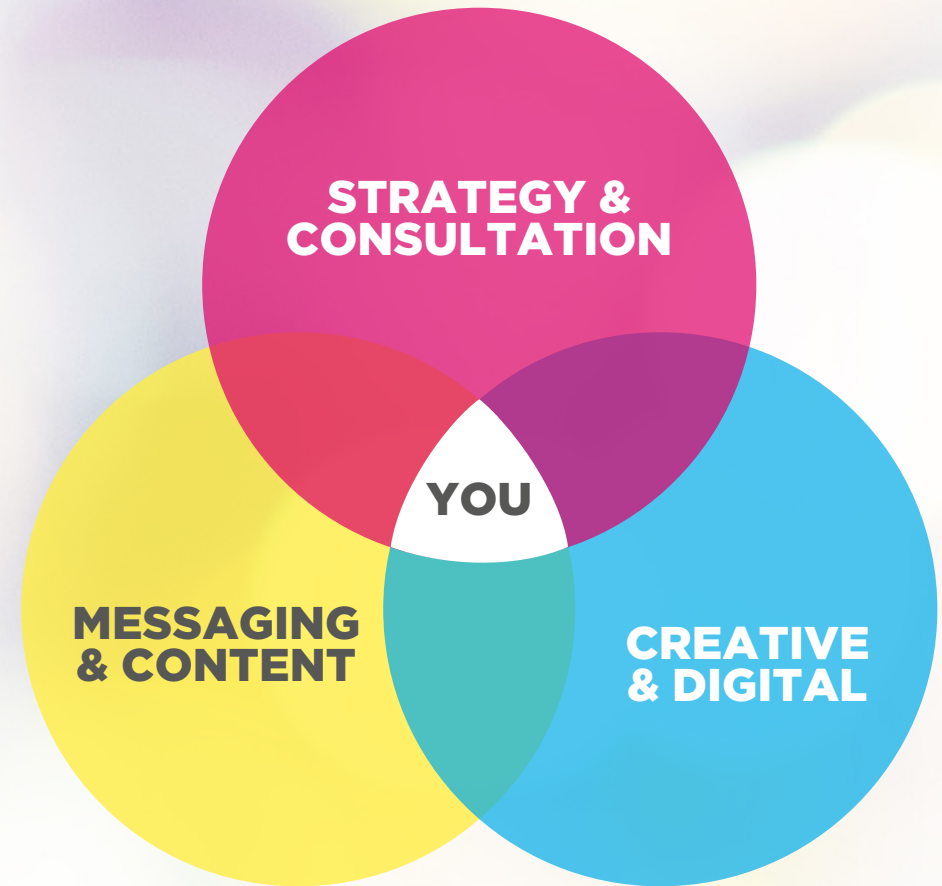 STRATEGY &
CONSULTATION
YOU
MESSAGING
& CONTENT
CREATIVE
& DIGITAL